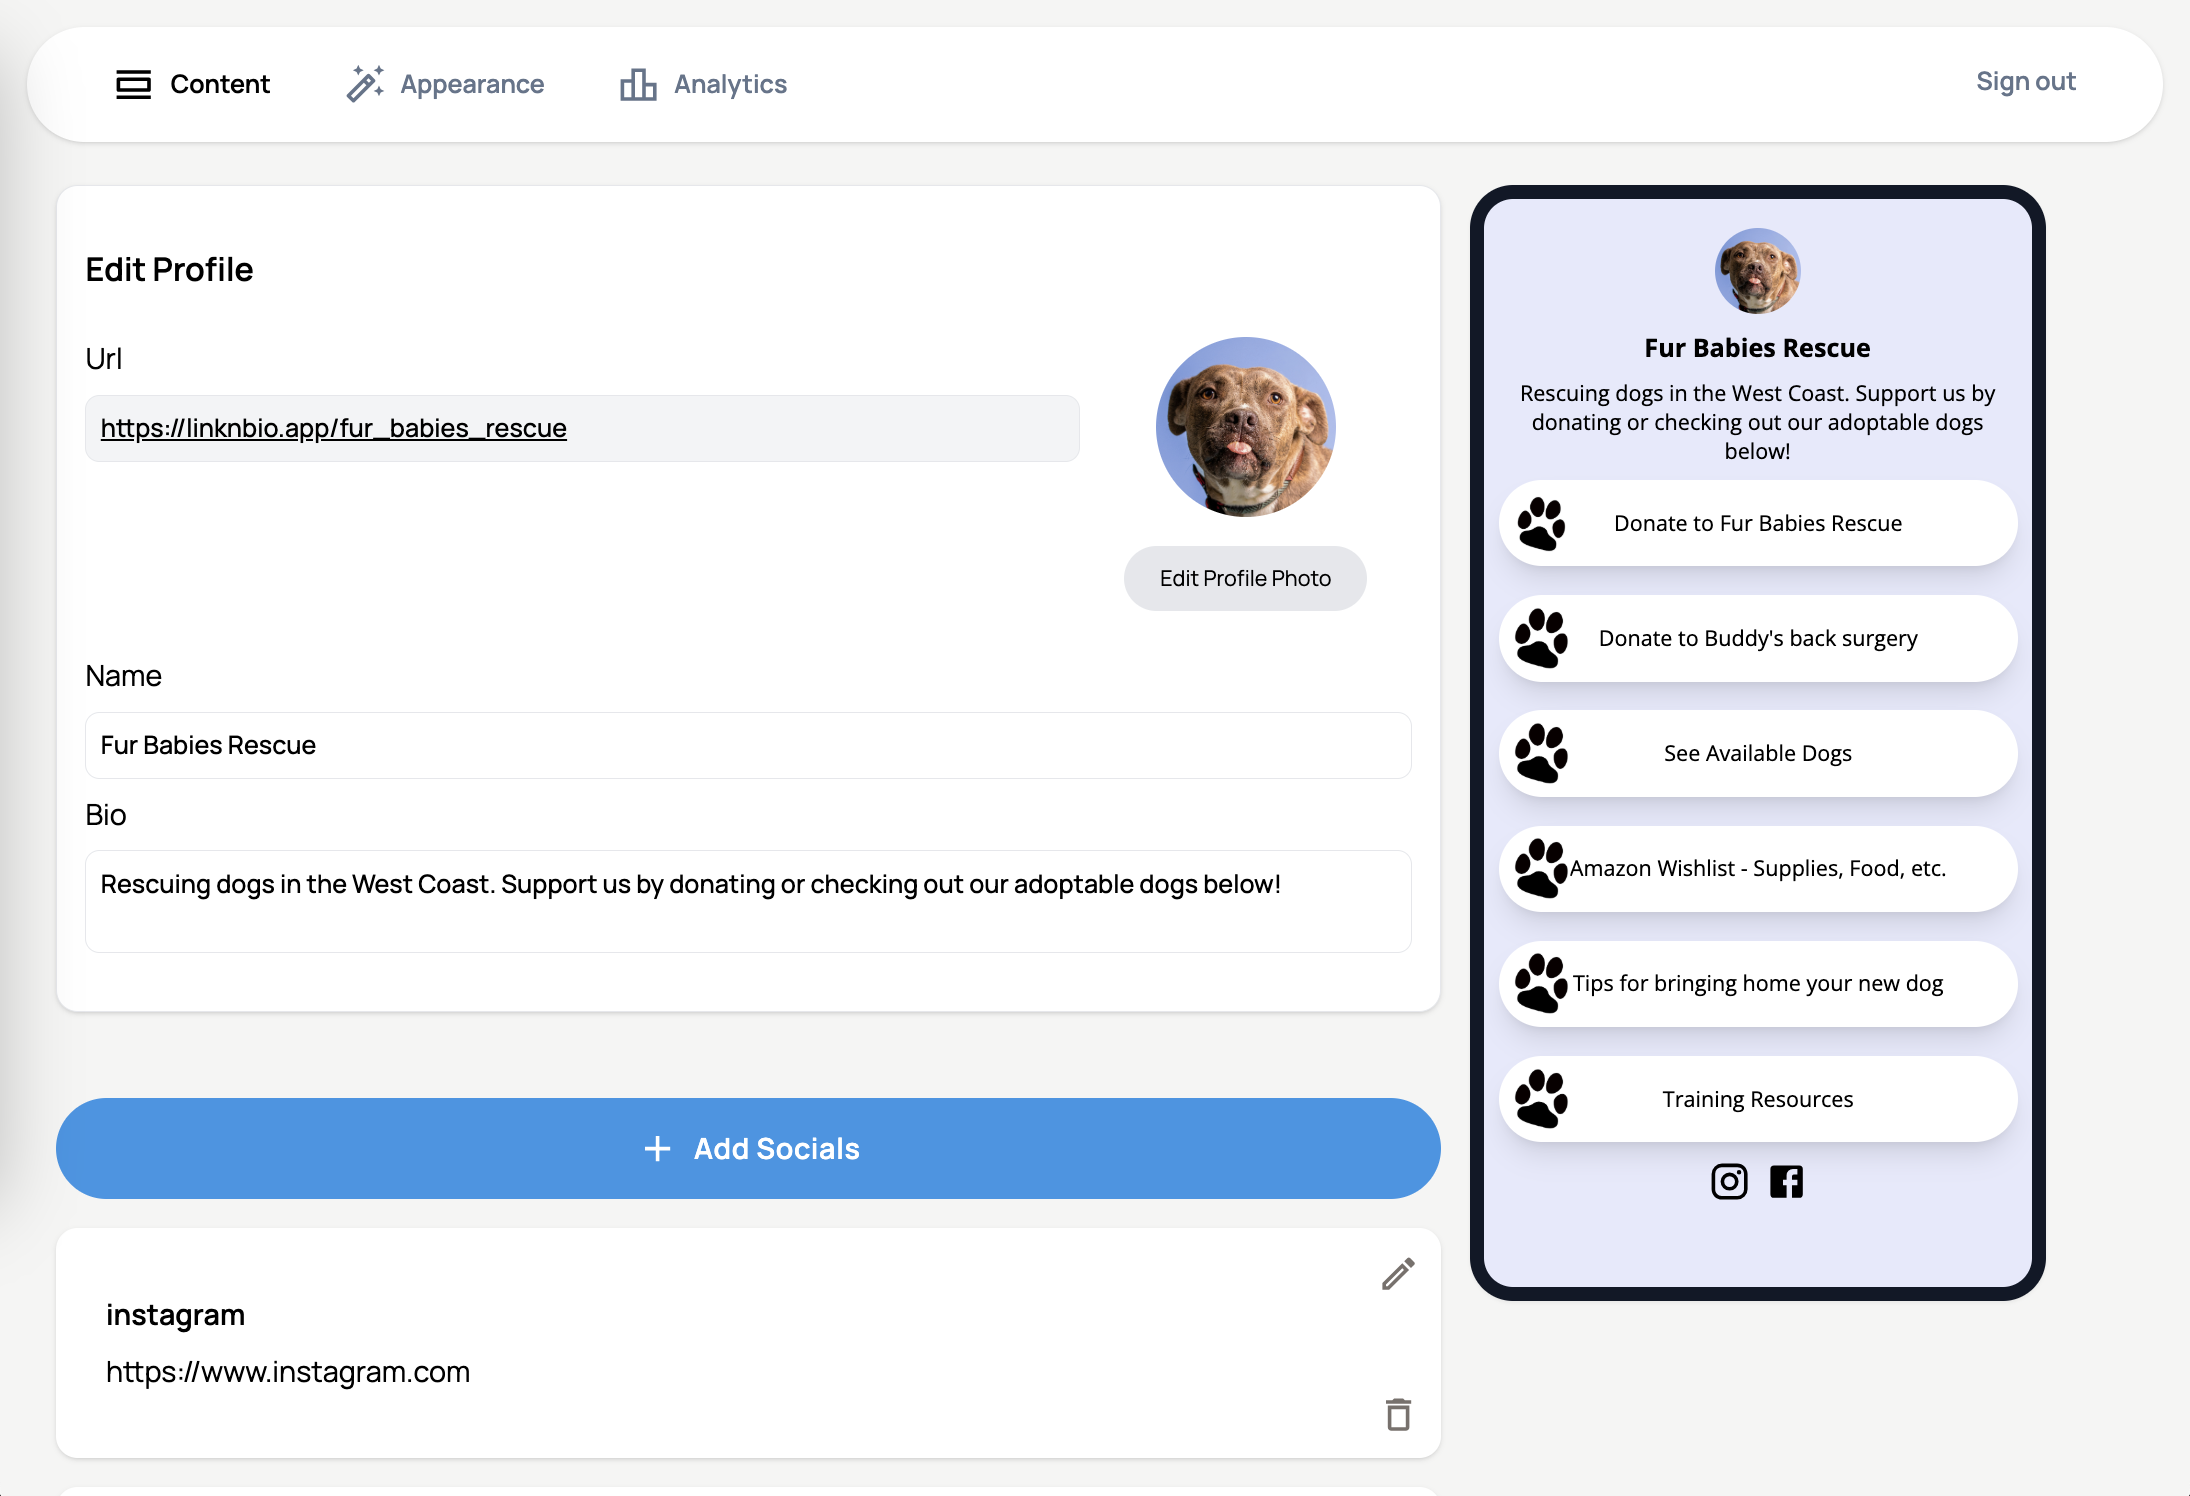 Content
Appearance
Analytics
Sign out
Edit Profile
Url
https://linknbio.app/fur_babies_rescue
Edit Profile Photo
Name
Fur Babies Rescue
Bio
Rescuing dogs in the West Coast. Support us by donating or checking out our adoptable dogs below!
Add Socials
instagram
https://www.instagram.com
Fur Babies Rescue
Rescuing dogs in the West Coast. Support us by
donating or checking out our adoptable dogs
below!
Donate to Fur Babies Rescue
Donate to Buddy's back surgery
See Available Dogs
Amazon Wishlist - Supplies, Food, etc.
Tips for bringing home your new dog
Training Resources